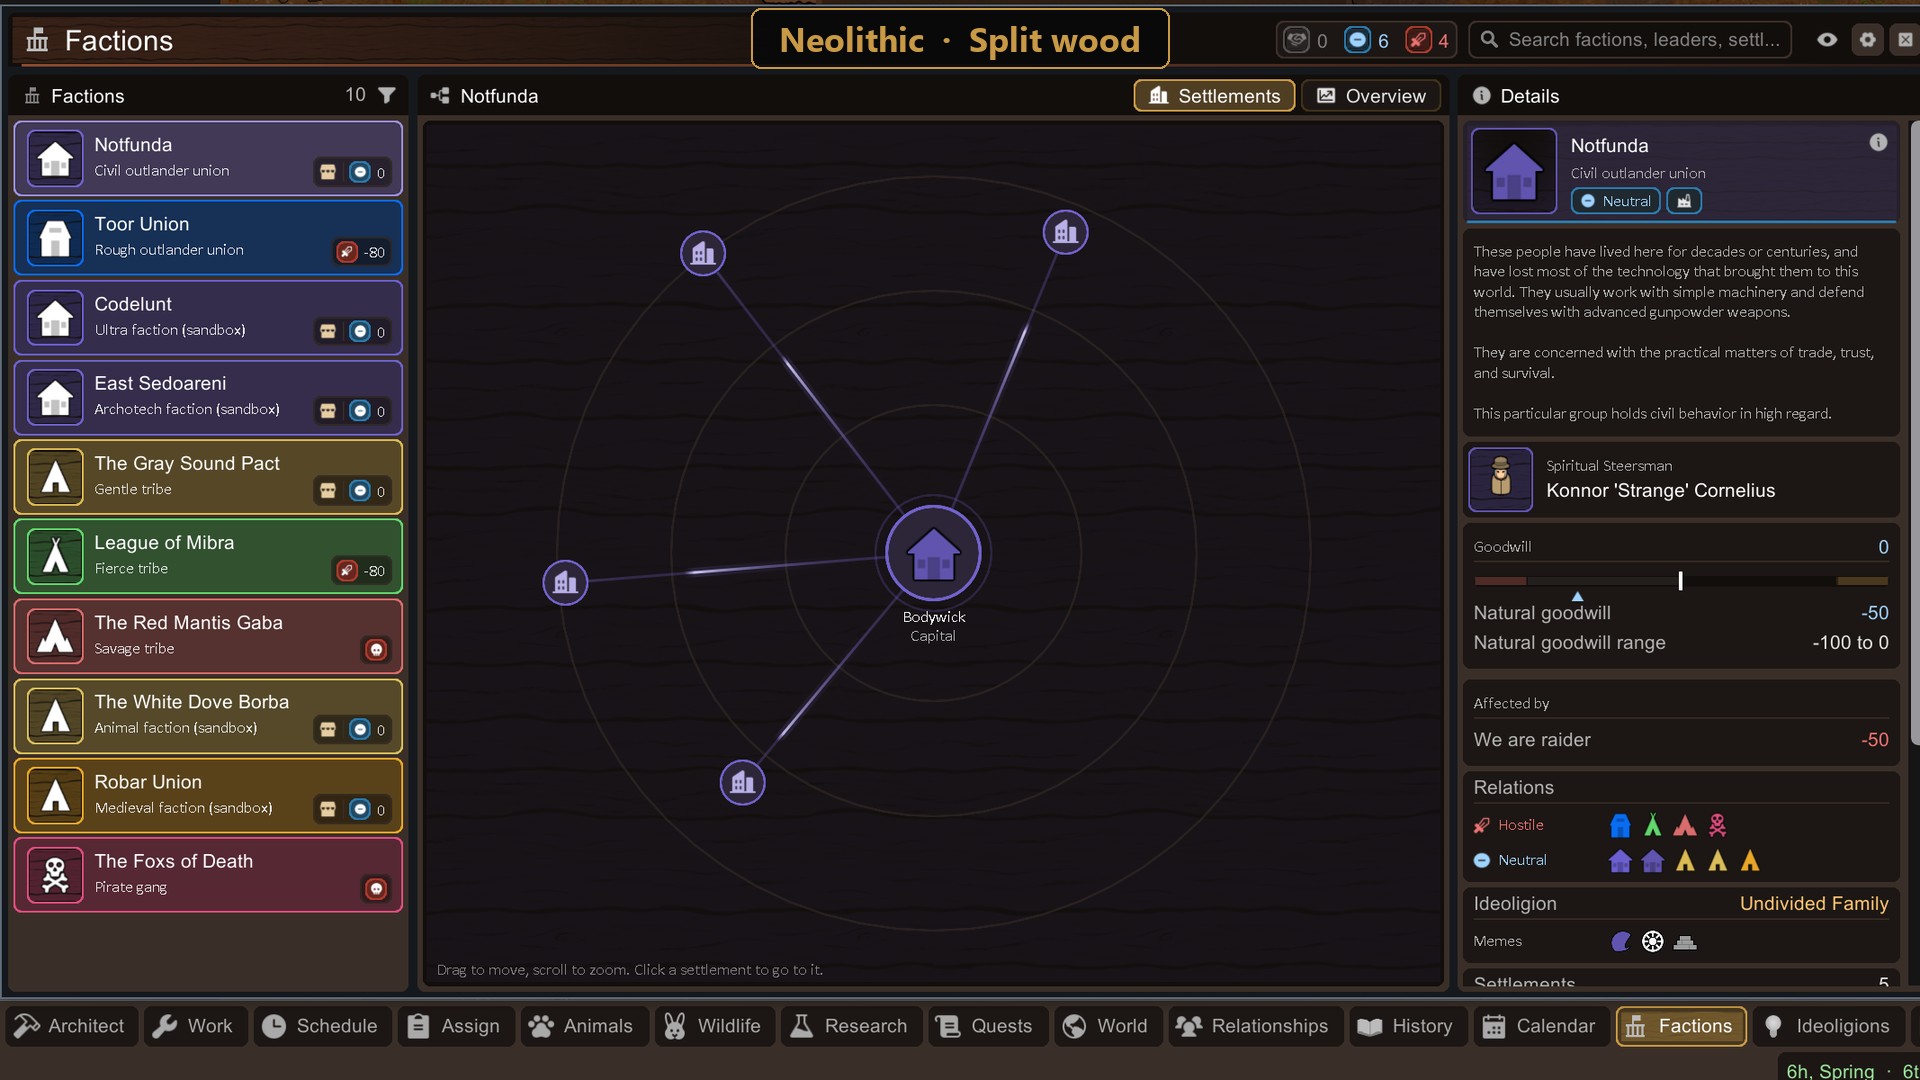 Factions
Neolithic · Split wood
0 6 4
Search factions, leaders, settl...
Factions 10
Notfunda
Civil outlander union
0
Toor Union
Rough outlander union
-80
Codelunt
Ultra faction (sandbox)
0
East Sedoareni
Archotech faction (sandbox)
0
The Gray Sound Pact
Gentle tribe
0
League of Mibra
Fierce tribe
-80
The Red Mantis Gaba
Savage tribe
The White Dove Borba
Animal faction (sandbox)
0
Robar Union
Medieval faction (sandbox)
0
The Foxs of Death
Pirate gang
Notfunda
Settlements
Overview
Bodywick
Capital
Drag to move, scroll to zoom. Click a settlement to go to it.
Details
Notfunda
Civil outlander union
Neutral
These people have lived here for decades or centuries, and
have lost most of the technology that brought them to this
world. They usually work with simple machinery and defend
themselves with advanced gunpowder weapons.
They are concerned with the practical matters of trade, trust,
and survival.
This particular group holds civil behavior in high regard.
Spiritual Steersman
Konnor 'Strange' Cornelius
Goodwill 0
Natural goodwill -50
Natural goodwill range -100 to 0
Affected by
We are raider -50
Relations
Hostile
Neutral
Ideoligion Undivided Family
Memes
Settlements 5
Architect
Work
Schedule
Assign
Animals
Wildlife
Research
Quests
World
Relationships
History
Calendar
Factions
Ideoligions
6h, Spring · 6t